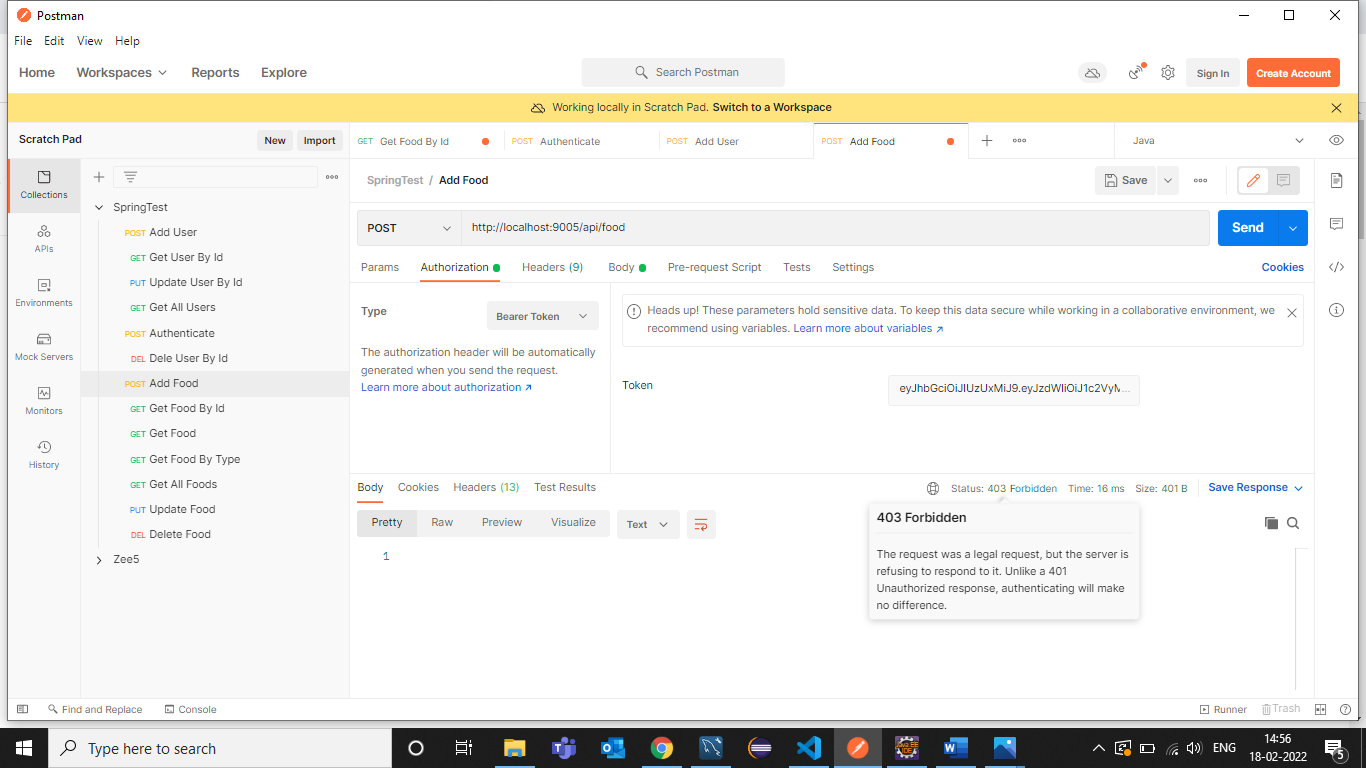 Postman
File Edit View Help
Home Workspaces Reports Explore Search Postman Sign In Create Account
Working locally in Scratch Pad. Switch to a Workspace
Scratch Pad New Import GET Get Food By Id POST Authenticate POST Add User POST Add Food Java
SpringTest / Add Food Save
Collections
APIs
Environments
Mock Servers
Monitors
History
SpringTest
POST Add User
GET Get User By Id
PUT Update User By Id
GET Get All Users
POST Authenticate
DEL Dele User By Id
POST Add Food
GET Get Food By Id
GET Get Food
GET Get Food By Type
GET Get All Foods
PUT Update Food
DEL Delete Food
Zee5
POST http://localhost:9005/api/food Send
Params Authorization Headers (9) Body Pre-request Script Tests Settings Cookies
Type Bearer Token
The authorization header will be automatically
generated when you send the request.
Learn more about authorization ↗
Heads up! These parameters hold sensitive data. To keep this data secure while working in a collaborative environment, we
recommend using variables. Learn more about variables ↗
Token eyJhbGciOiJIUzUxMiJ9.eyJzdWIiOiJ1c2VyM...
Body Cookies Headers (13) Test Results Status: 403 Forbidden Time: 16 ms Size: 401 B Save Response
Pretty Raw Preview Visualize Text
1
403 Forbidden
The request was a legal request, but the server is
refusing to respond to it. Unlike a 401
Unauthorized response, authenticating will make
no difference.
Find and Replace Console Runner Trash
Type here to search
ENG
14:56
18-02-2022
5